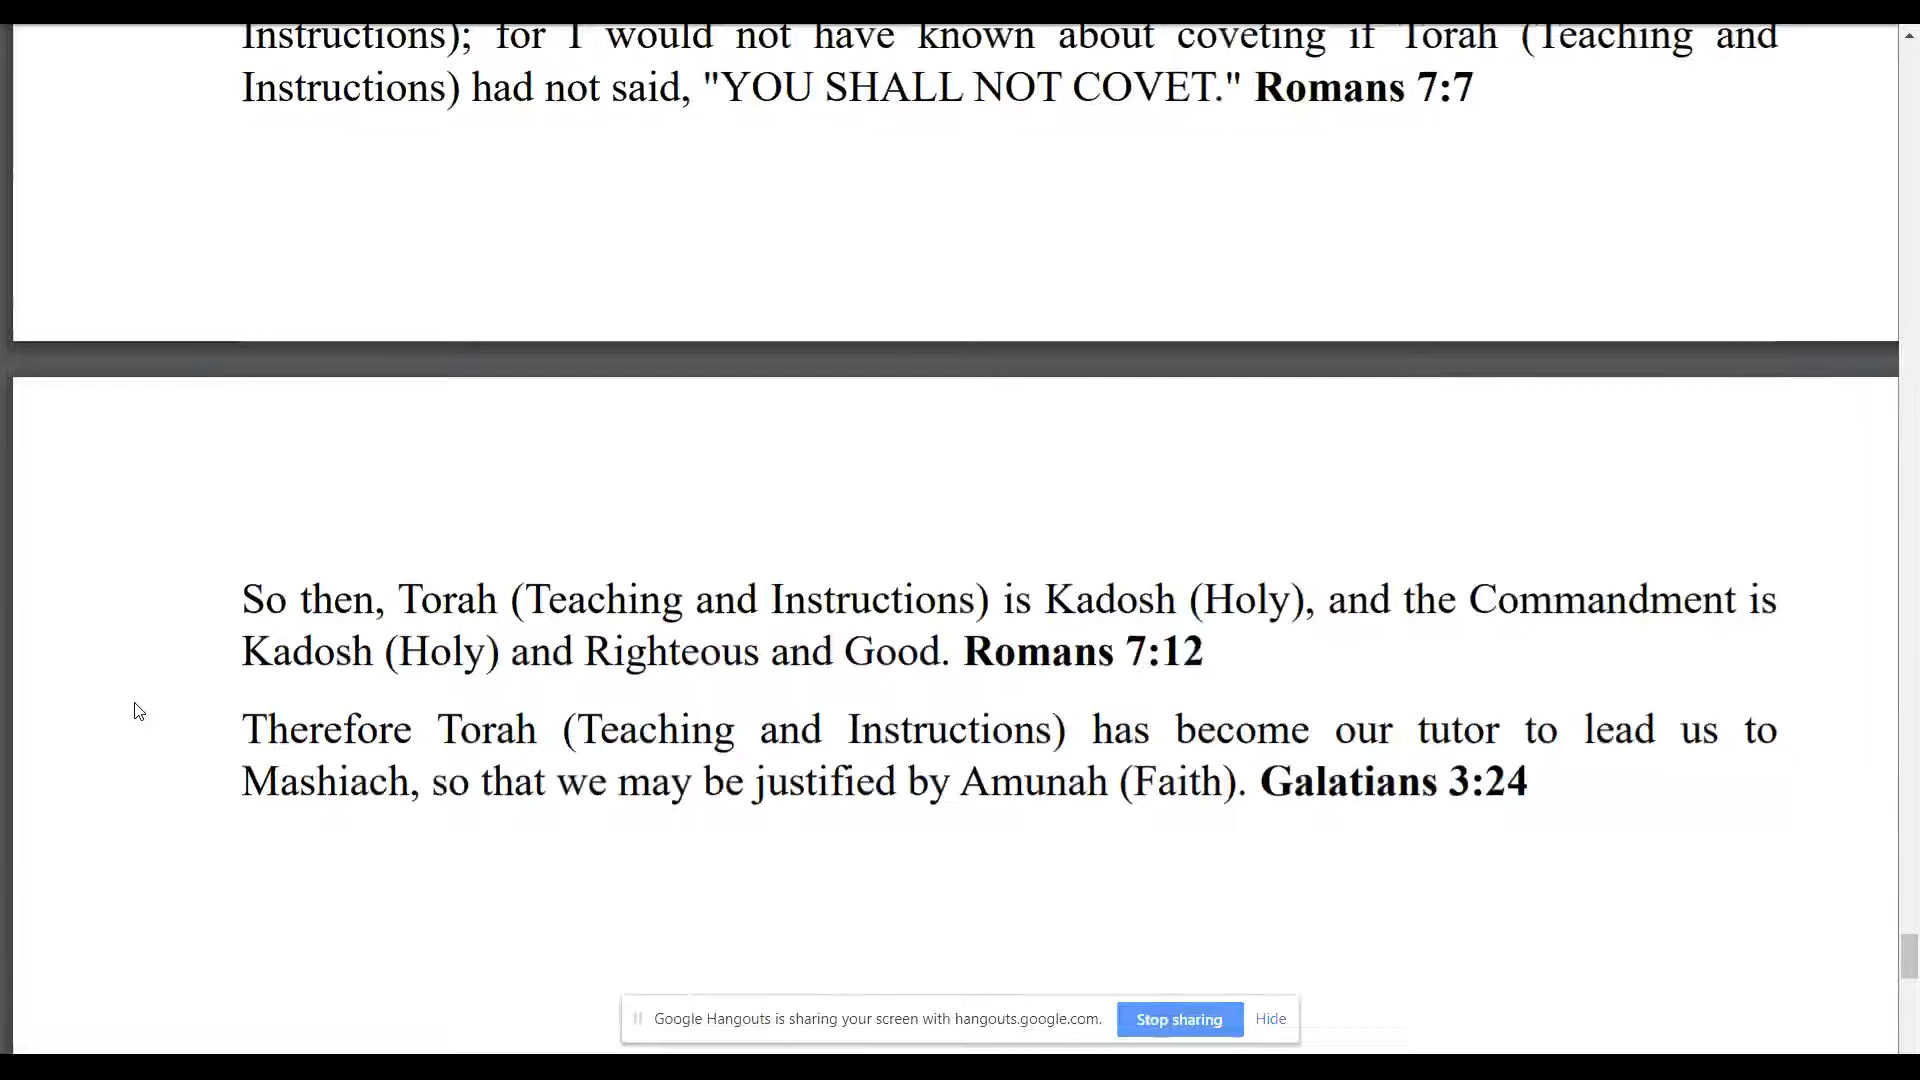 Instructions); for I would not have known about coveting if Torah (Teaching and
Instructions) had not said, "YOU SHALL NOT COVET." Romans 7:7
So then, Torah (Teaching and Instructions) is Kadosh (Holy), and the Commandment is
Kadosh (Holy) and Righteous and Good. Romans 7:12
Therefore Torah (Teaching and Instructions) has become our tutor to lead us to
Mashiach, so that we may be justified by Amunah (Faith). Galatians 3:24
Google Hangouts is sharing your screen with hangouts.google.com. Stop sharing Hide